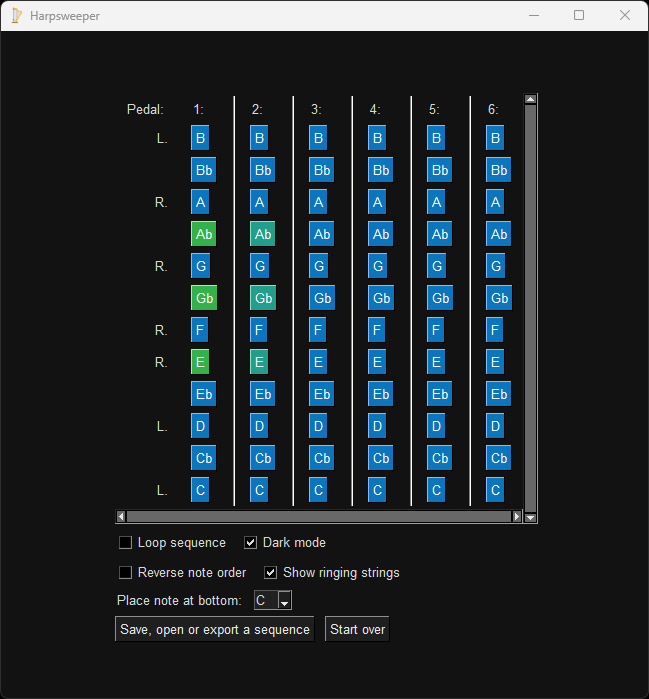 Harpsweeper
Pedal: 1: 2: 3: 4: 5: 6:
L. B B B B B B
Bb Bb Bb Bb Bb Bb
R. A A A A A A
Ab Ab Ab Ab Ab Ab
R. G G G G G G
Gb Gb Gb Gb Gb Gb
R. F F F F F F
R. E E E E E E
Eb Eb Eb Eb Eb Eb
L. D D D D D D
Cb Cb Cb Cb Cb Cb
L. C C C C C C
Loop sequence Dark mode
Reverse note order Show ringing strings
Place note at bottom: C
Save, open or export a sequence Start over